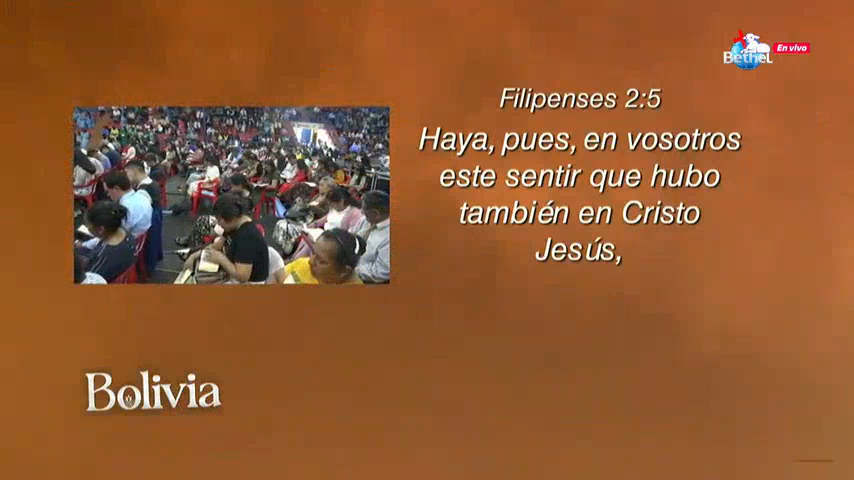 Bethel
En vivo
Filipenses 2:5
Haya, pues, en vosotros
este sentir que hubo
también en Cristo
Jesús,
Bolivia